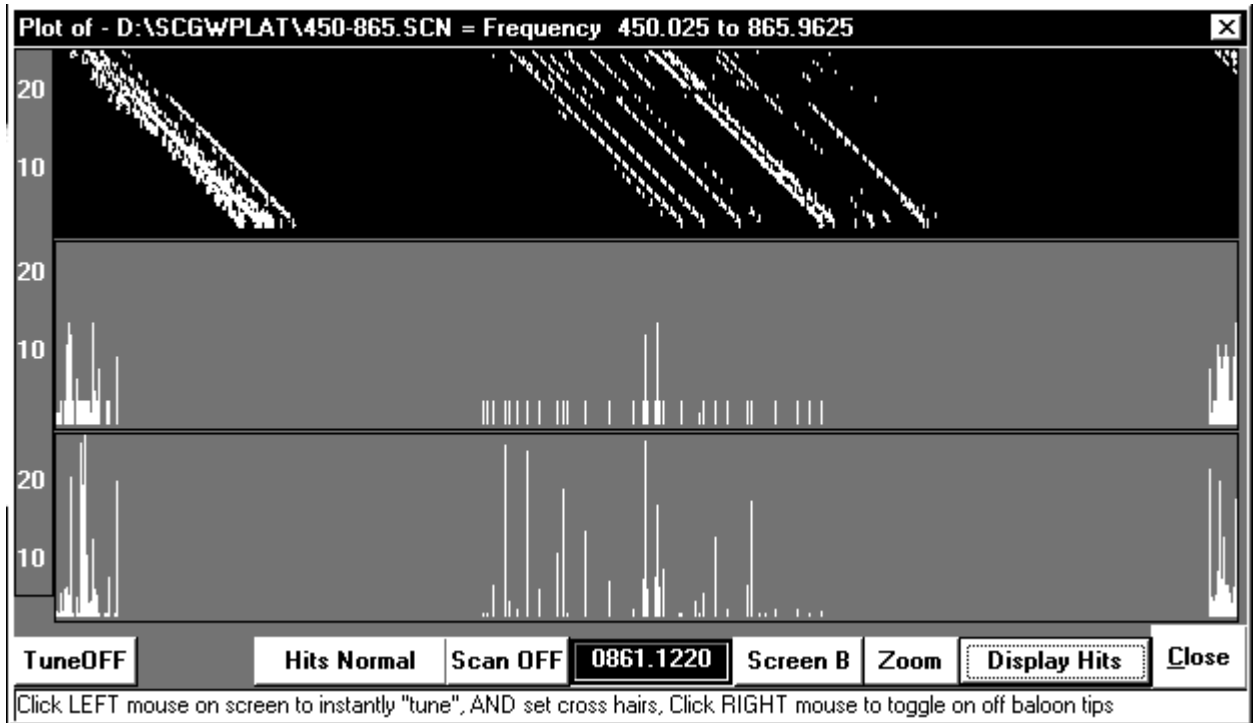 Plot of - D:\SCGWPLAT\450-865.SCN = Frequency 450.025 to 865.9625
20
10
20
10
20
10
TuneOFF Hits Normal Scan OFF 0861.1220 Screen B Zoom Display Hits Close
Click LEFT mouse on screen to instantly "tune", AND set cross hairs, Click RIGHT mouse to toggle on off baloon tips